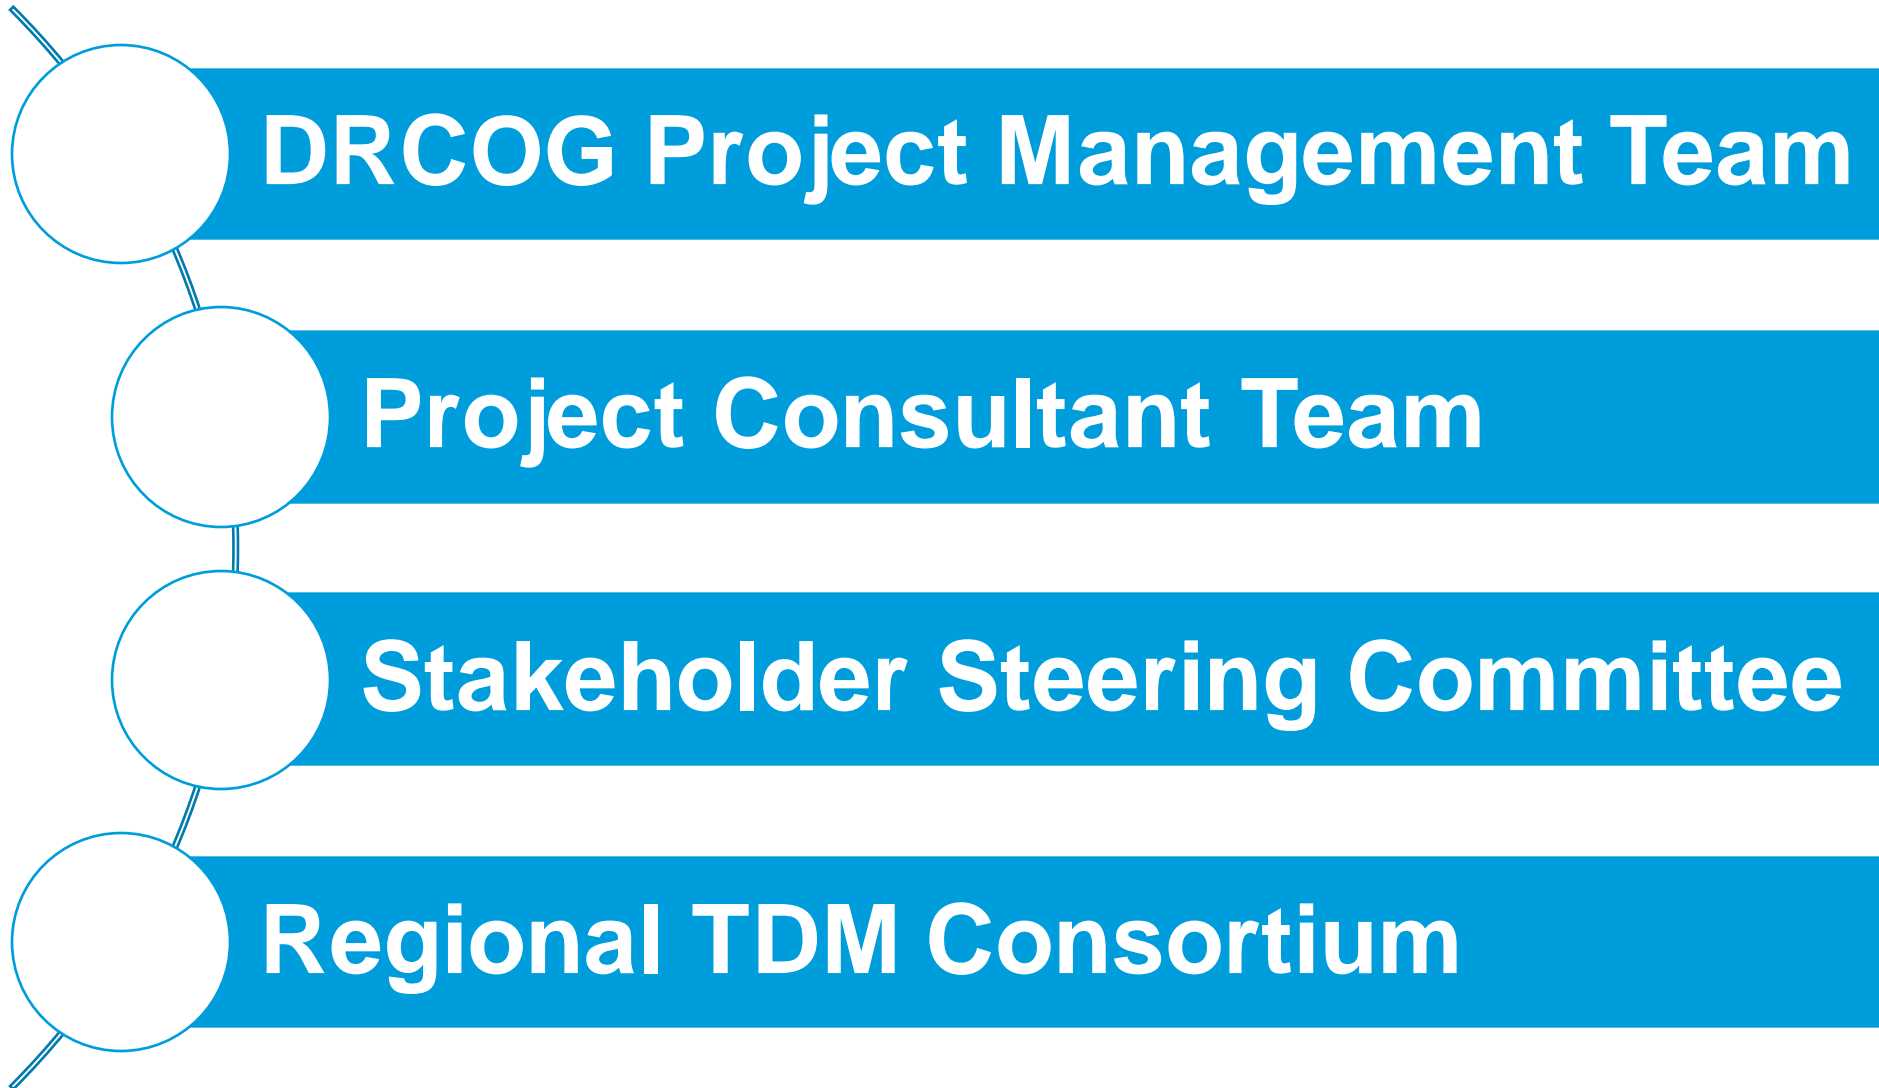 DRCOG Project Management Team
Project Consultant Team
Stakeholder Steering Committee
Regional TDM Consortium